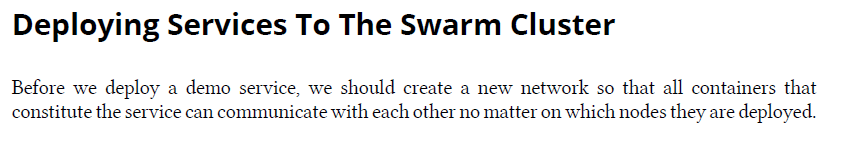 Deploying Services To The Swarm Cluster
Before we deploy a demo service, we should create a new network so that all containers that
constitute the service can communicate with each other no matter on which nodes they are deployed.